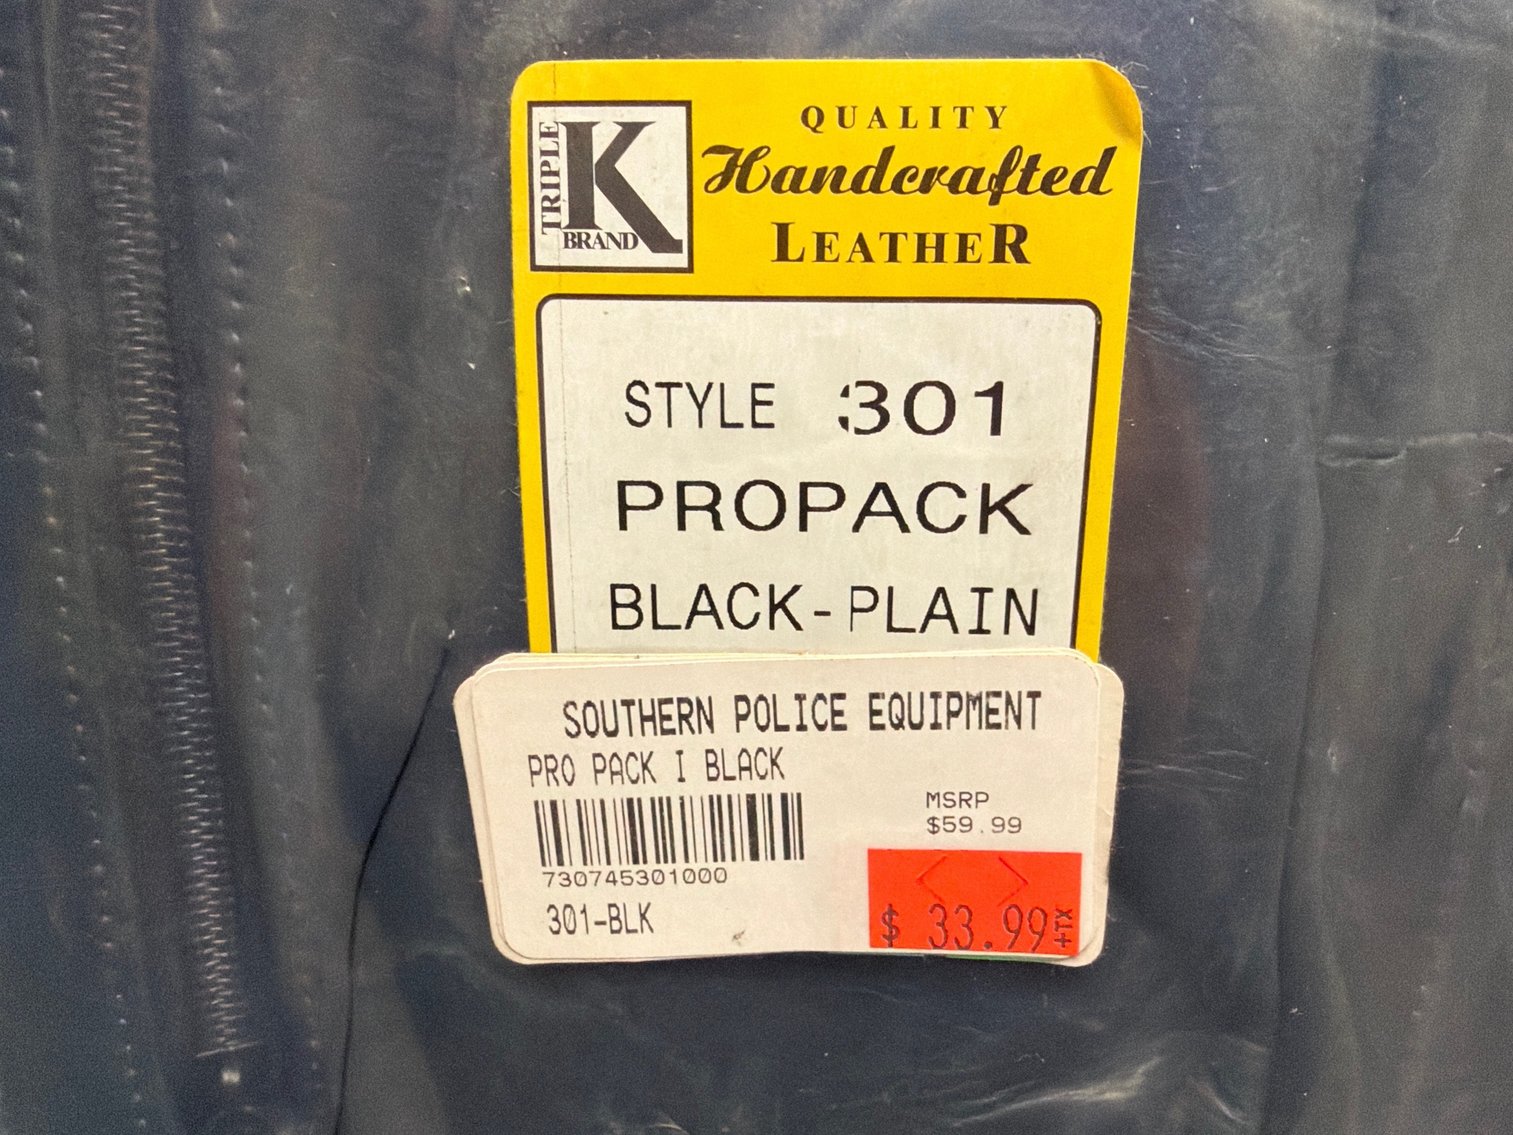 TRIPLE
K
BRAND
QUALITY
Handcrafted
LEATHER
STYLE 301
PROPACK
BLACK-PLAIN
SOUTHERN POLICE EQUIPMENT
PRO PACK I BLACK
MSRP
$59.99
730745301000
301-BLK
$ 33.99+TX